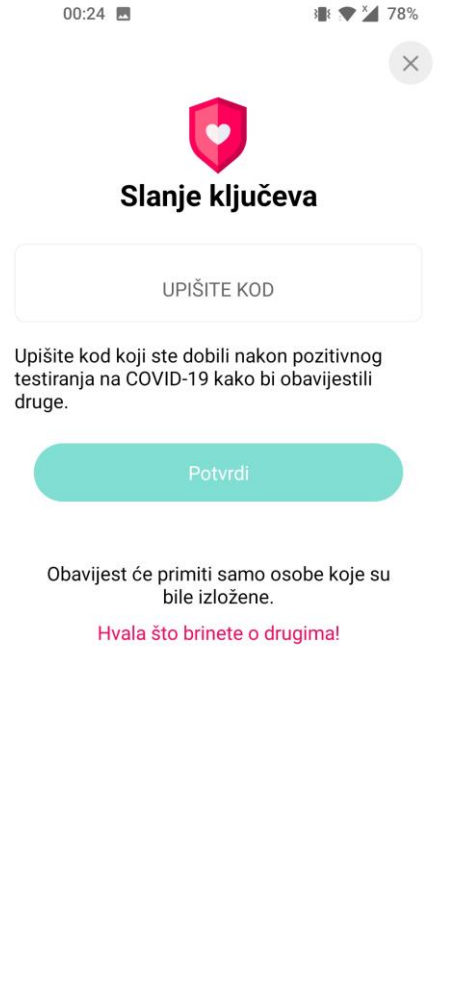 00:24
78%
Slanje ključeva
UPIŠITE KOD
Upišite kod koji ste dobili nakon pozitivnog
testiranja na COVID-19 kako bi obavijestili
druge.
Potvrdi
Obavijest će primiti samo osobe koje su
bile izložene.
Hvala što brinete o drugima!